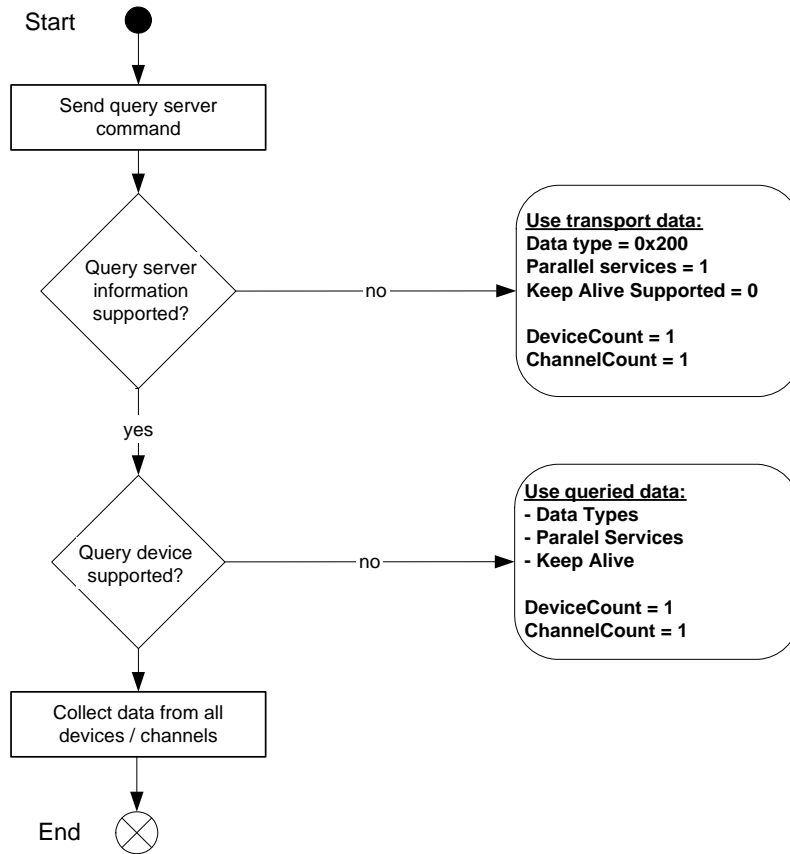 Start
Send query server
command
Query server
information
supported?
no
Use transport data:
Data type = 0x200
Parallel services = 1
Keep Alive Supported = 0
DeviceCount = 1
ChannelCount = 1
yes
Query device
supported?
no
Use queried data:
- Data Types
- Paralel Services
- Keep Alive
DeviceCount = 1
ChannelCount = 1
Collect data from all
devices / channels
End